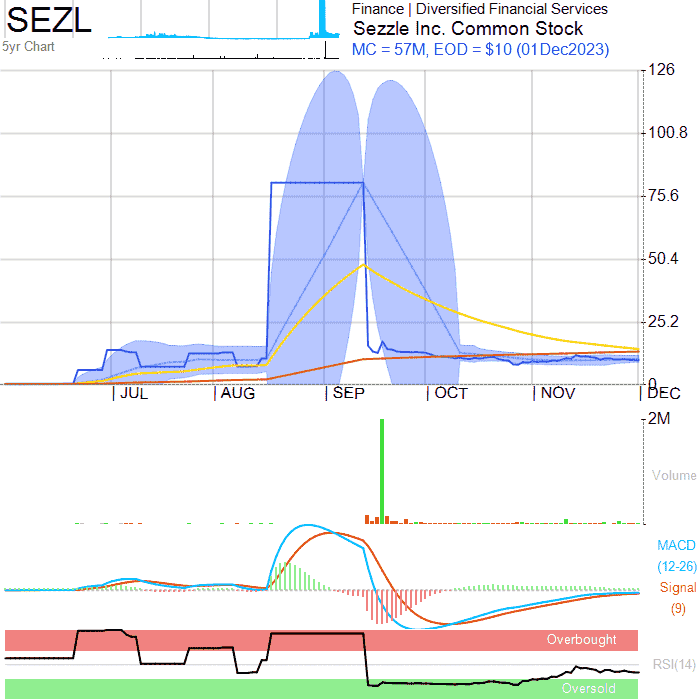 SEZL
5yr Chart
Finance | Diversified Financial Services
Sezzle Inc. Common Stock
MC = 57M, EOD = $10 (01Dec2023)
126
100.8
75.6
50.4
25.2
0
JUL AUG SEP OCT NOV DEC
2M
Volume
MACD
(12-26)
Signal
(9)
Overbought
RSI(14)
Oversold